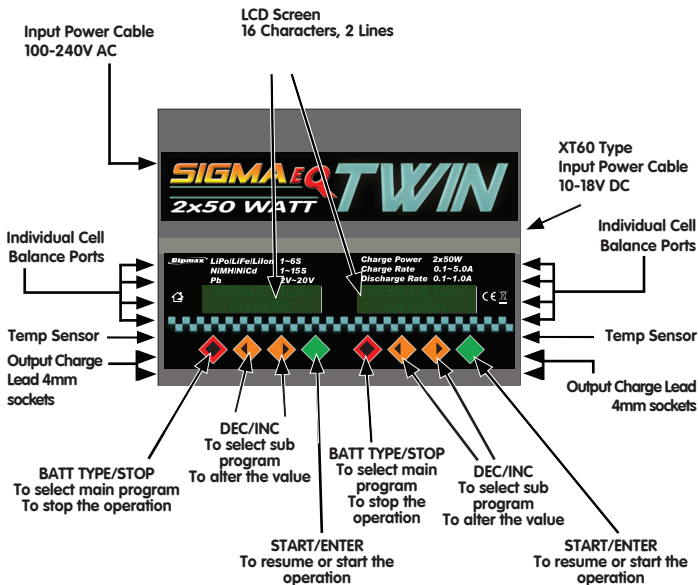 Input Power Cable
100-240V AC
LCD Screen
16 Characters, 2 Lines
SIGMA EQ TWIN
2x50 WATT
XT60 Type
Input Power Cable
10-18V DC
Individual Cell
Balance Ports
Individual Cell
Balance Ports
Ripmax
LiPo/LiFe/LiIon 1~6S
NiMH/NiCd 1~15S
Pb 2V~20V
Charge Power 2x50W
Charge Rate 0.1~5.0A
Discharge Rate 0.1~1.0A
CE
Temp Sensor
Temp Sensor
Output Charge
Lead 4mm
sockets
Output Charge Lead
4mm sockets
BATT TYPE/STOP
To select main program
To stop the operation
DEC/INC
To select sub
program
To alter the value
START/ENTER
To resume or start the
operation
BATT TYPE/STOP
To select main
program
To stop the
operation
DEC/INC
To select sub
program
To alter the value
START/ENTER
To resume or start the
operation